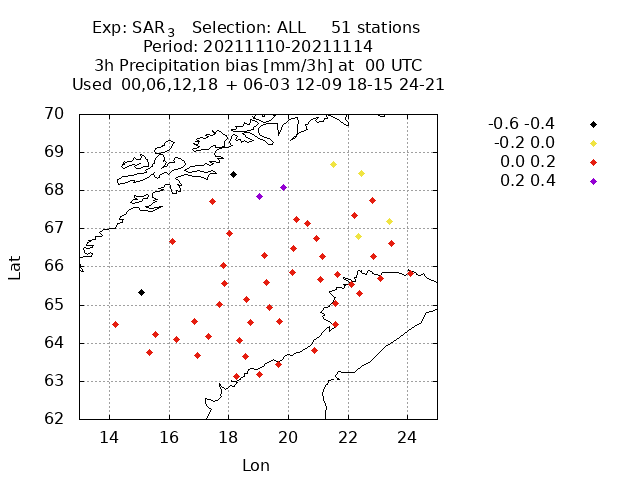 Exp: SAR₃   Selection: ALL     51 stations
Period: 20211110-20211114
3h Precipitation bias [mm/3h] at  00 UTC
Used  00,06,12,18  + 06-03 12-09 18-15 24-21
-0.6 -0.4
-0.2 0.0
0.0 0.2
0.2 0.4
70
69
68
67
66
65
64
63
62
Lat
14 16 18 20 22 24
Lon